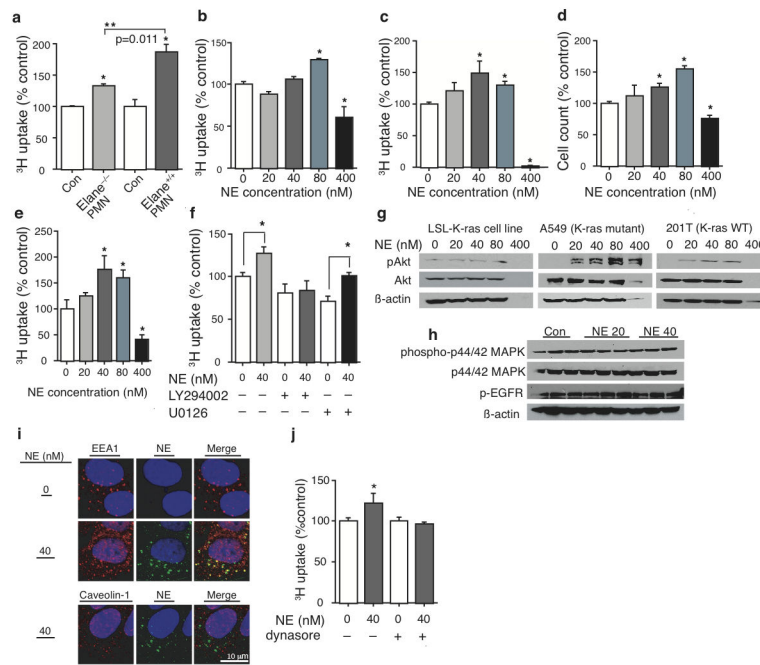 a
**
p=0.011
*
*
200
150
100
50
0
³H uptake (% control)
Con
Elane⁻/⁻
PMN
Con
Elane⁺/⁺
PMN
b
200
150
100
50
0
³H uptake (% control)
*
*
0 20 40 80 400
NE concentration (nM)
c
200
150
100
50
0
³H uptake (% control)
*
*
*
0 20 40 80 400
NE concentration (nM)
d
200
150
100
50
0
Cell count (% control)
*
*
*
0 20 40 80 400
NE concentration (nM)
e
250
200
150
100
50
0
³H uptake (% control)
*
*
*
0 20 40 80 400
NE concentration (nM)
f
150
100
50
0
³H uptake (% control)
*
*
NE (nM) 0 40 0 40 0 40
LY294002 – – + + – –
U0126 – – – – + +
g
LSL-K-ras cell line A549 (K-ras mutant) 201T (K-ras WT)
NE (nM) 0 20 40 80 400 0 20 40 80 400 0 20 40 80 400
pAkt
Akt
ß-actin
h
Con NE 20 NE 40
phospho-p44/42 MAPK
p44/42 MAPK
p-EGFR
ß-actin
i
NE (nM) EEA1 NE Merge
0
40
Caveolin-1 NE Merge
40
10 μm
j
200
150
100
50
0
³H uptake (%control)
*
0 40 0 40
NE (nM)
dynasore – – + +